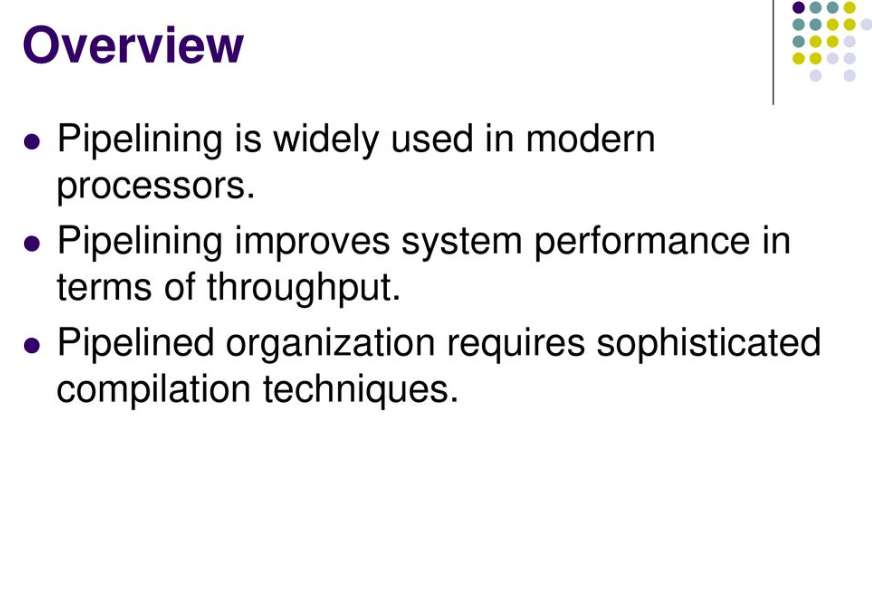 Overview
Pipelining is widely used in modern
processors.
Pipelining improves system performance in
terms of throughput.
Pipelined organization requires sophisticated
compilation techniques.